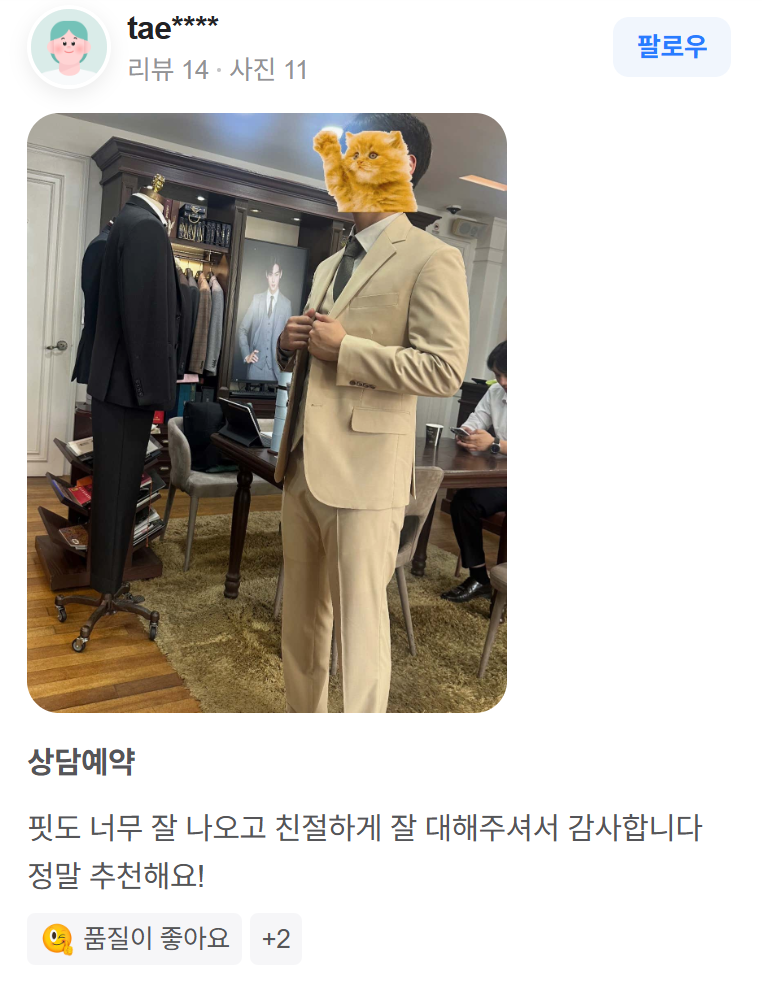 tae****
리뷰 14 · 사진 11
팔로우
상담예약
핏도 너무 잘 나오고 친절하게 잘 대해주셔서 감사합니다
정말 추천해요!
품질이 좋아요
+2